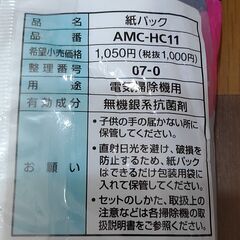 品名 紙パック
品番 AMC-HC11
希望小売価格 1,050円(税抜1,000円)
整理番号 07-0
用途 電気掃除機用
有効成分 無機銀系抗菌剤
お願い
・子供の手の届かない所に
保管してください。
・直射日光を避け、破損を
防止するため、紙パック
はできるだけ包装用袋に
入れて保管してください。
・セットのしかた、取扱上の
注意などは各掃除機の取
扱説明書をご参照ください。